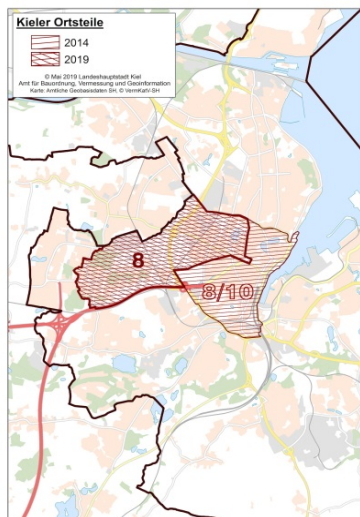 Kieler Ortsteile
2014
2019
© Mai 2019 Landeshauptstadt Kiel
Amt für Bauordnung, Vermessung und Geoinformation
Karte: Amtliche Geobasisdaten SH, © VermKatV-SH
8
8/10